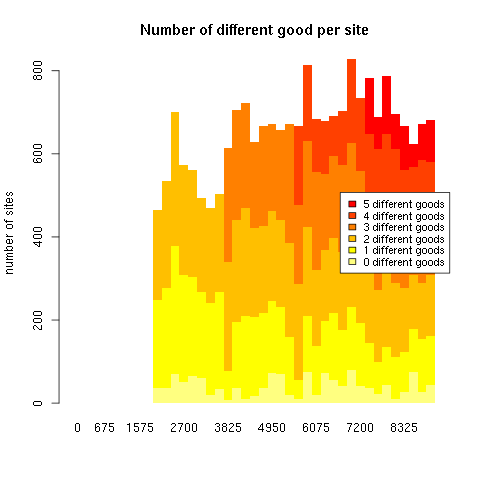 Number of different good per site
number of sites
800
600
400
200
0
5 different goods
4 different goods
3 different goods
2 different goods
1 different goods
0 different goods
0 675 1575 2700 3825 4950 6075 7200 8325